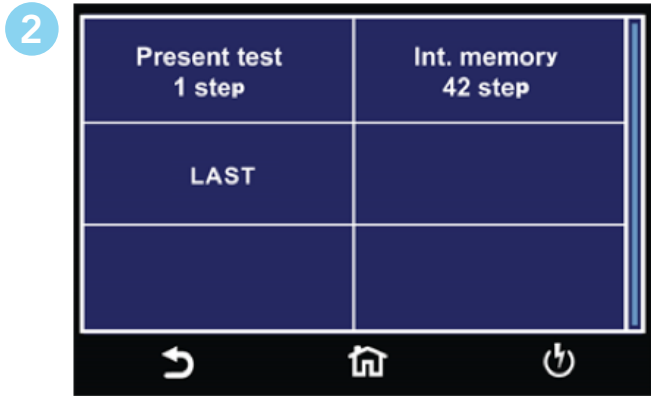 2
Present test
1 step
Int. memory
42 step
LAST